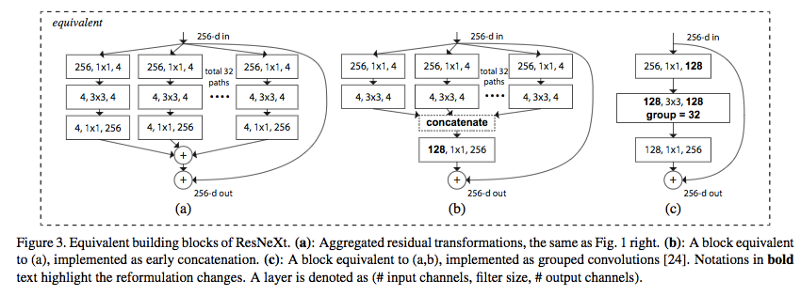 equivalent
256-d in
256, 1x1, 4
256, 1x1, 4
256, 1x1, 4
total 32
paths
4, 3x3, 4
4, 3x3, 4
....
4, 3x3, 4
4, 1x1, 256
4, 1x1, 256
4, 1x1, 256
+
+
256-d out
(a)
256-d in
256, 1x1, 4
256, 1x1, 4
256, 1x1, 4
total 32
paths
4, 3x3, 4
4, 3x3, 4
....
4, 3x3, 4
concatenate
128, 1x1, 256
+
256-d out
(b)
256-d in
256, 1x1, 128
128, 3x3, 128
group = 32
128, 1x1, 256
+
256-d out
(c)
Figure 3. Equivalent building blocks of ResNeXt. (a): Aggregated residual transformations, the same as Fig. 1 right. (b): A block equivalent
to (a), implemented as early concatenation. (c): A block equivalent to (a,b), implemented as grouped convolutions [24]. Notations in bold
text highlight the reformulation changes. A layer is denoted as (# input channels, filter size, # output channels).